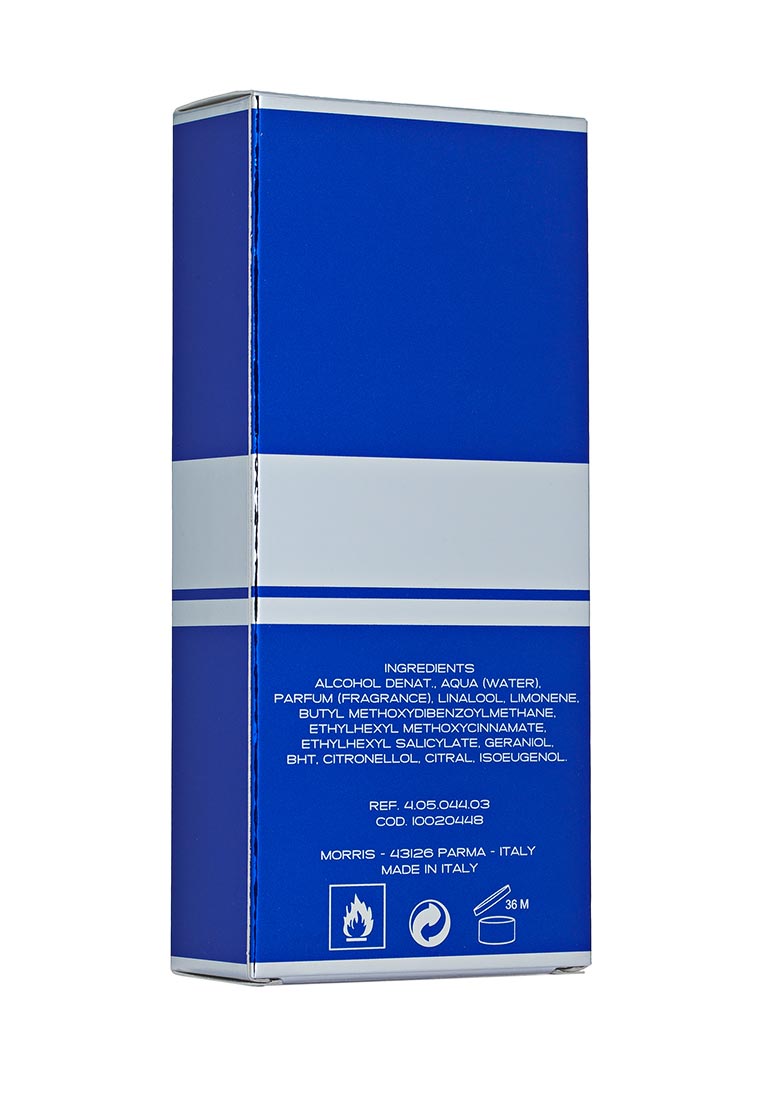 INGREDIENTS
ALCOHOL DENAT., AQUA (WATER),
PARFUM (FRAGRANCE), LINALOOL, LIMONENE,
BUTYL METHOXYDIBENZOYLMETHANE,
ETHYLHEXYL METHOXYCINNAMATE,
ETHYLHEXYL SALICYLATE, GERANIOL,
BHT, CITRONELLOL, CITRAL, ISOEUGENOL.
REF. 4.05.044.03
COD. 10020448
MORRIS - 43126 PARMA - ITALY
MADE IN ITALY
36 M